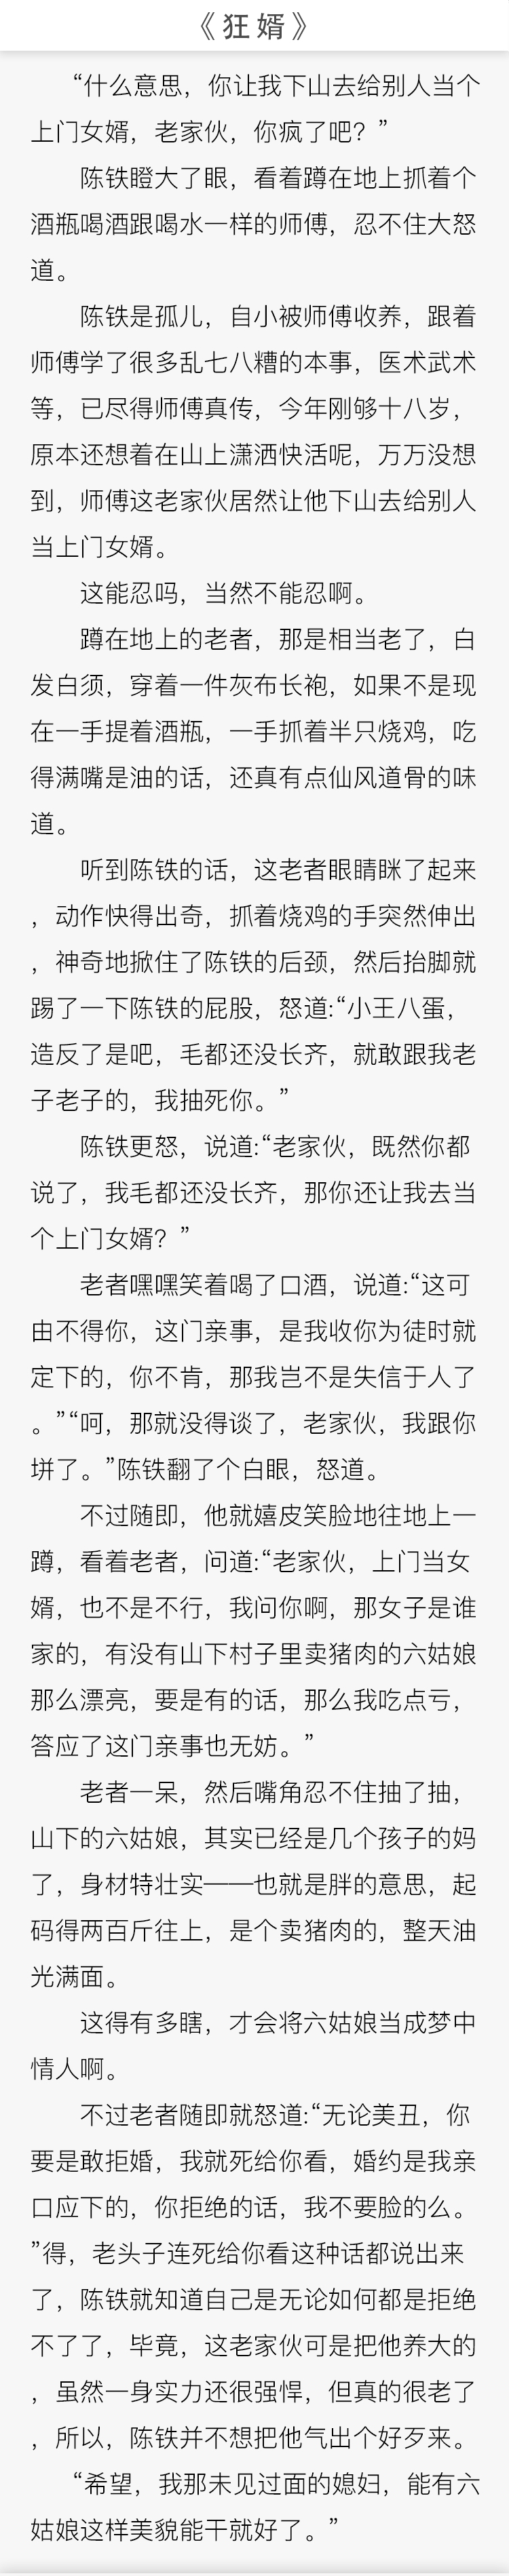 《狂婿》
“什么意思，你让我下山去给别人当个
上门女婿，老家伙，你疯了吧？”
陈铁瞪大了眼，看着蹲在地上抓着个
酒瓶喝酒跟喝水一样的师傅，忍不住大怒
道。
陈铁是孤儿，自小被师傅收养，跟着
师傅学了很多乱七八糟的本事，医术武术
等，已尽得师傅真传，今年刚够十八岁，
原本还想着在山上潇洒快活呢，万万没想
到，师傅这老家伙居然让他下山去给别人
当上门女婿。
这能忍吗，当然不能忍啊。
蹲在地上的老者，那是相当老了，白
发白须，穿着一件灰布长袍，如果不是现
在一手提着酒瓶，一手抓着半只烧鸡，吃
得满嘴是油的话，还真有点仙风道骨的味
道。
听到陈铁的话，这老者眼睛眯了起来
，动作快得出奇，抓着烧鸡的手突然伸出
，神奇地掀住了陈铁的后颈，然后抬脚就
踢了一下陈铁的屁股，怒道:“小王八蛋，
造反了是吧，毛都还没长齐，就敢跟我老
子老子的，我抽死你。”
陈铁更怒，说道:“老家伙，既然你都
说了，我毛都还没长齐，那你还让我去当
个上门女婿？”
老者嘿嘿笑着喝了口酒，说道:“这可
由不得你，这门亲事，是我收你为徒时就
定下的，你不肯，那我岂不是失信于人了
。”“呵，那就没得谈了，老家伙，我跟你
拼了。”陈铁翻了个白眼，怒道。
不过随即，他就嬉皮笑脸地往地上一
蹲，看着老者，问道:“老家伙，上门当女
婿，也不是不行，我问你啊，那女子是谁
家的，有没有山下村子里卖猪肉的六姑娘
那么漂亮，要是有的话，那么我吃点亏，
答应了这门亲事也无妨。”
老者一呆，然后嘴角忍不住抽了抽，
山下的六姑娘，其实已经是几个孩子的妈
了，身材特壮实——也就是胖的意思，起
码得两百斤往上，是个卖猪肉的，整天油
光满面。
这得有多瞎，才会将六姑娘当成梦中
情人啊。
不过老者随即就怒道:“无论美丑，你
要是敢拒婚，我就死给你看，婚约是我亲
口应下的，你拒绝的话，我不要脸的么。
”得，老头子连死给你看这种话都说出来
了，陈铁就知道自己是无论如何都是拒绝
不了了，毕竟，这老家伙可是把他养大的
，虽然一身实力还很强悍，但真的很老了
，所以，陈铁并不想把他气出个好歹来。
“希望，我那未见过面的媳妇，能有六
姑娘这样美貌能干就好了。”